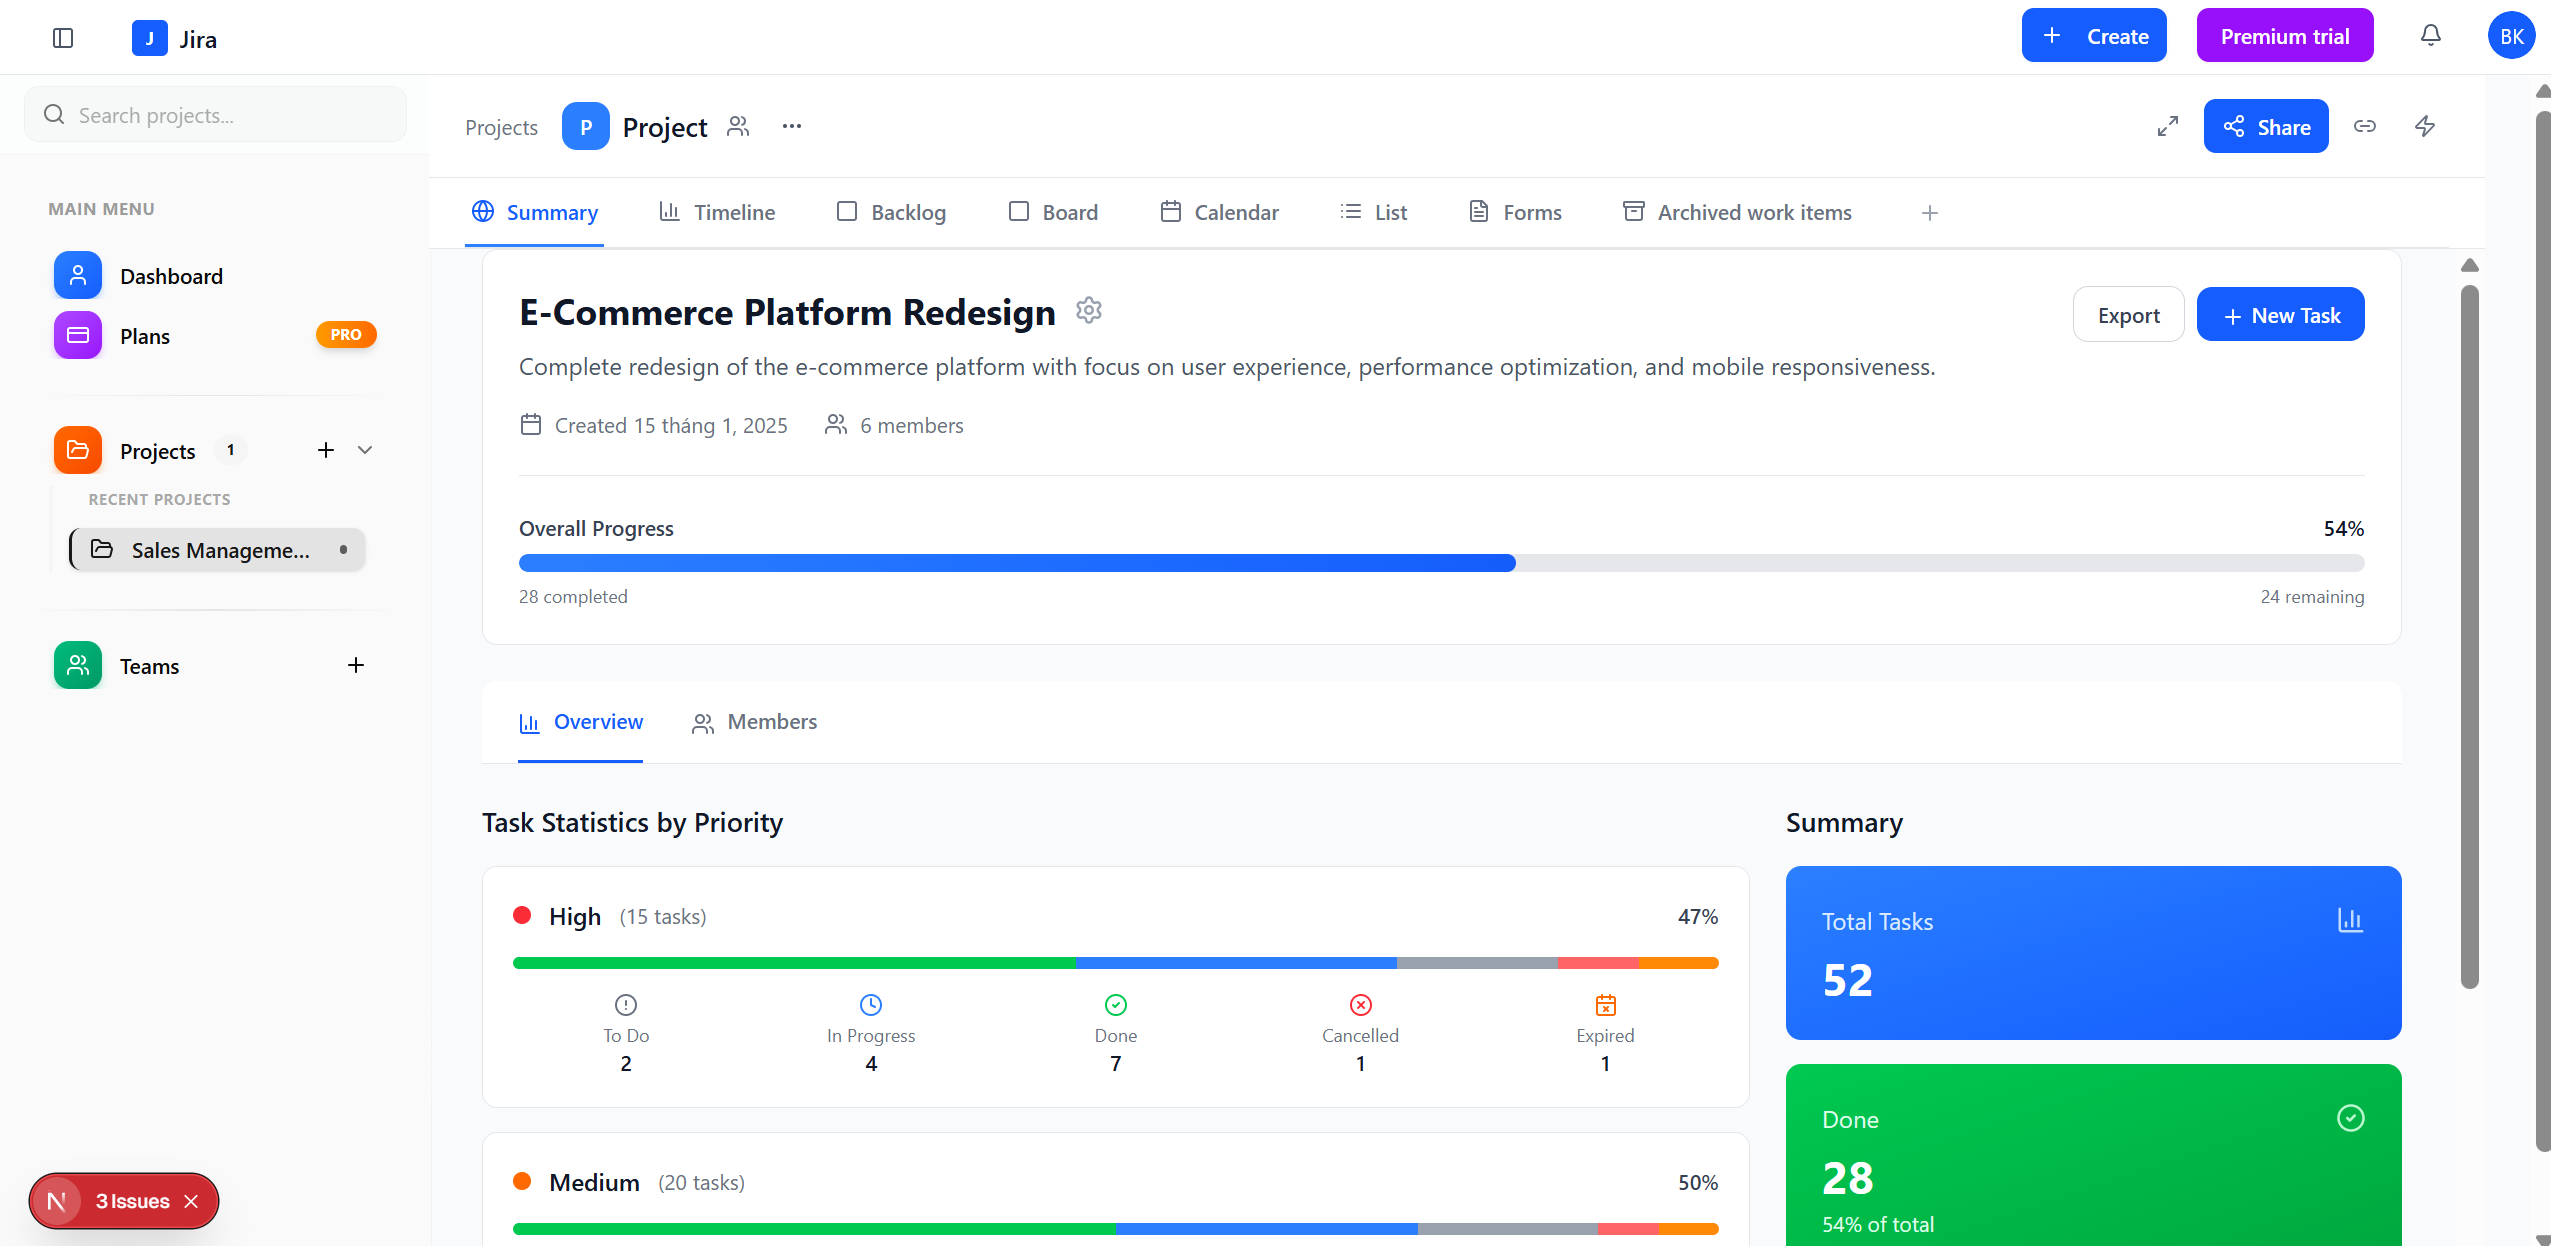 J Jira
+ Create
Premium trial
BK
Search projects...
MAIN MENU
Dashboard
Plans
PRO
Projects 1
RECENT PROJECTS
Sales Manageme...
Teams
N 3 Issues
Projects P Project
Share
Summary Timeline Backlog Board Calendar List Forms Archived work items
E-Commerce Platform Redesign
Export
+ New Task
Complete redesign of the e-commerce platform with focus on user experience, performance optimization, and mobile responsiveness.
Created 15 tháng 1, 2025 6 members
Overall Progress 54%
28 completed 24 remaining
Overview Members
Task Statistics by Priority
High (15 tasks) 47%
To Do In Progress Done Cancelled Expired
2 4 7 1 1
Medium (20 tasks) 50%
Summary
Total Tasks
52
Done
28
54% of total